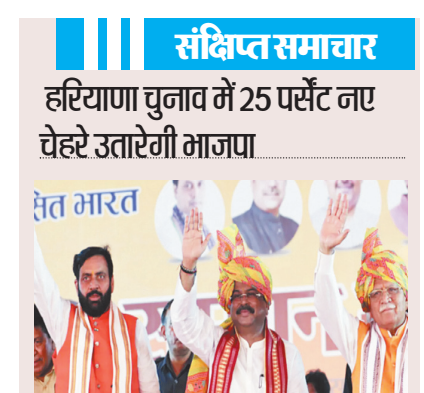 संक्षिप्त समाचार
हरियाणा चुनाव में 25 पर्सेंट नए
चेहरे उतारेगी भाजपा
सित भारत